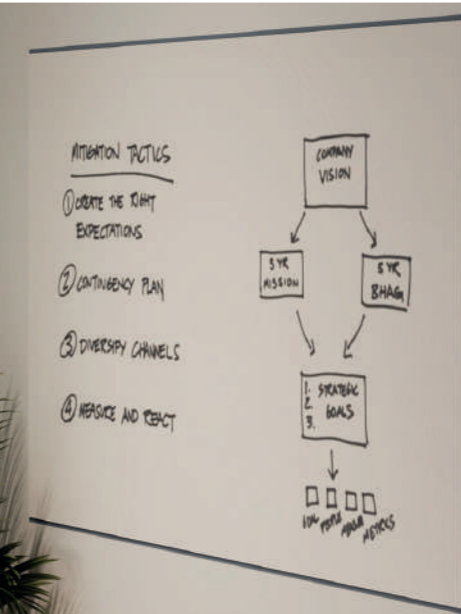 MITIGATION TACTICS
① CREATE THE RIGHT
EXPECTATIONS
② CONTINGENCY PLAN
③ DIVERSIFY CHANNELS
④ MEASURE AND REACT
COMPANY
VISION
3 YR
MISSION
5 YR
BHAG
1. STRATEGIC
2 GOALS
3.
METRICS